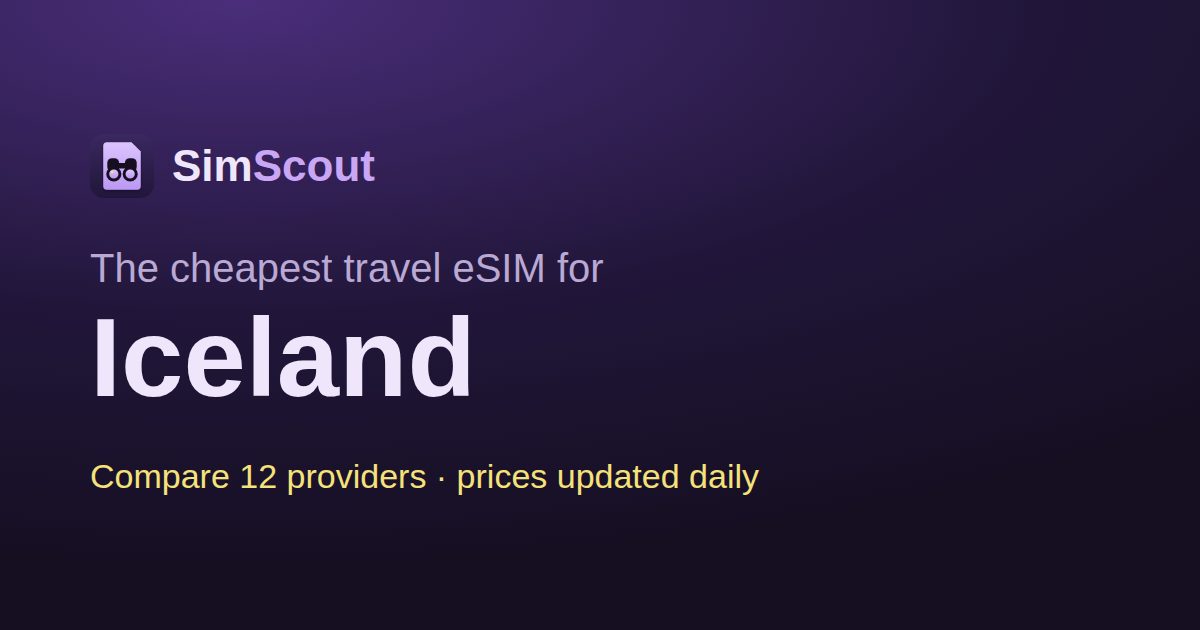 SimScout
The cheapest travel eSIM for
Iceland
Compare 12 providers · prices updated daily